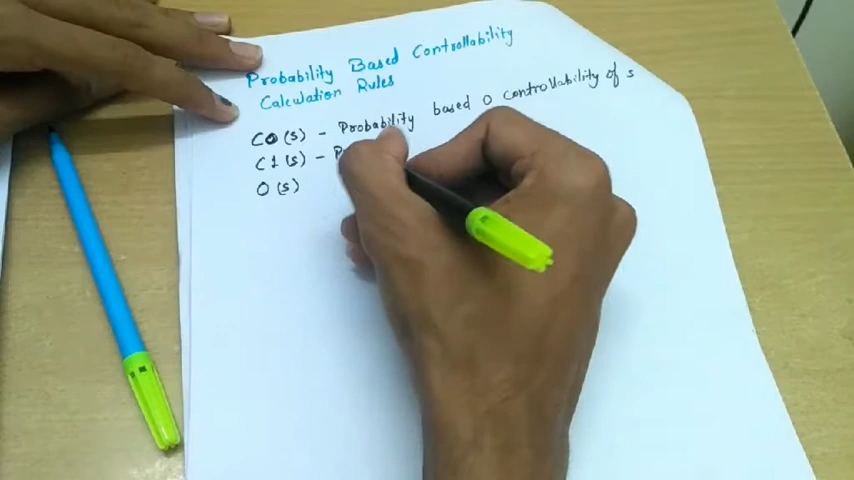 Probability Based Controllability
Calculation Rules
C0(s) - Probability based 0 controllability of s
C1(s) - P
O(s)